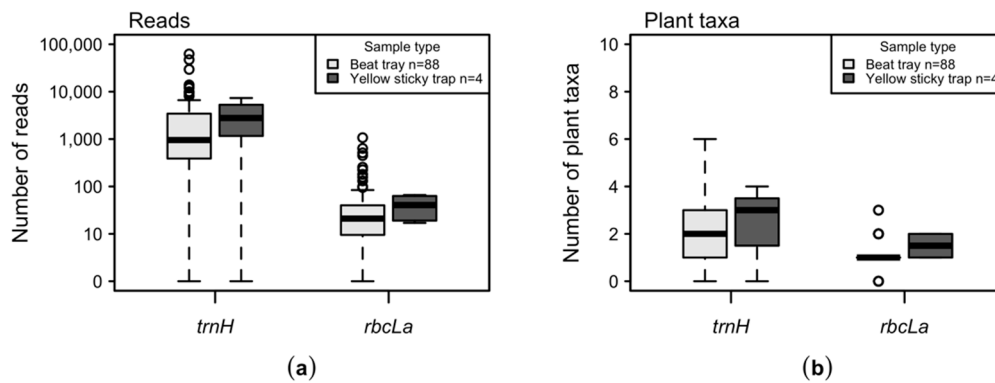 Reads
Number of reads
100,000
10,000
1,000
100
10
0
Sample type
Beat tray n=88
Yellow sticky trap n=4
trnH
rbcLa
(a)
Plant taxa
Number of plant taxa
10
8
6
4
2
0
Sample type
Beat tray n=88
Yellow sticky trap n=4
trnH
rbcLa
(b)